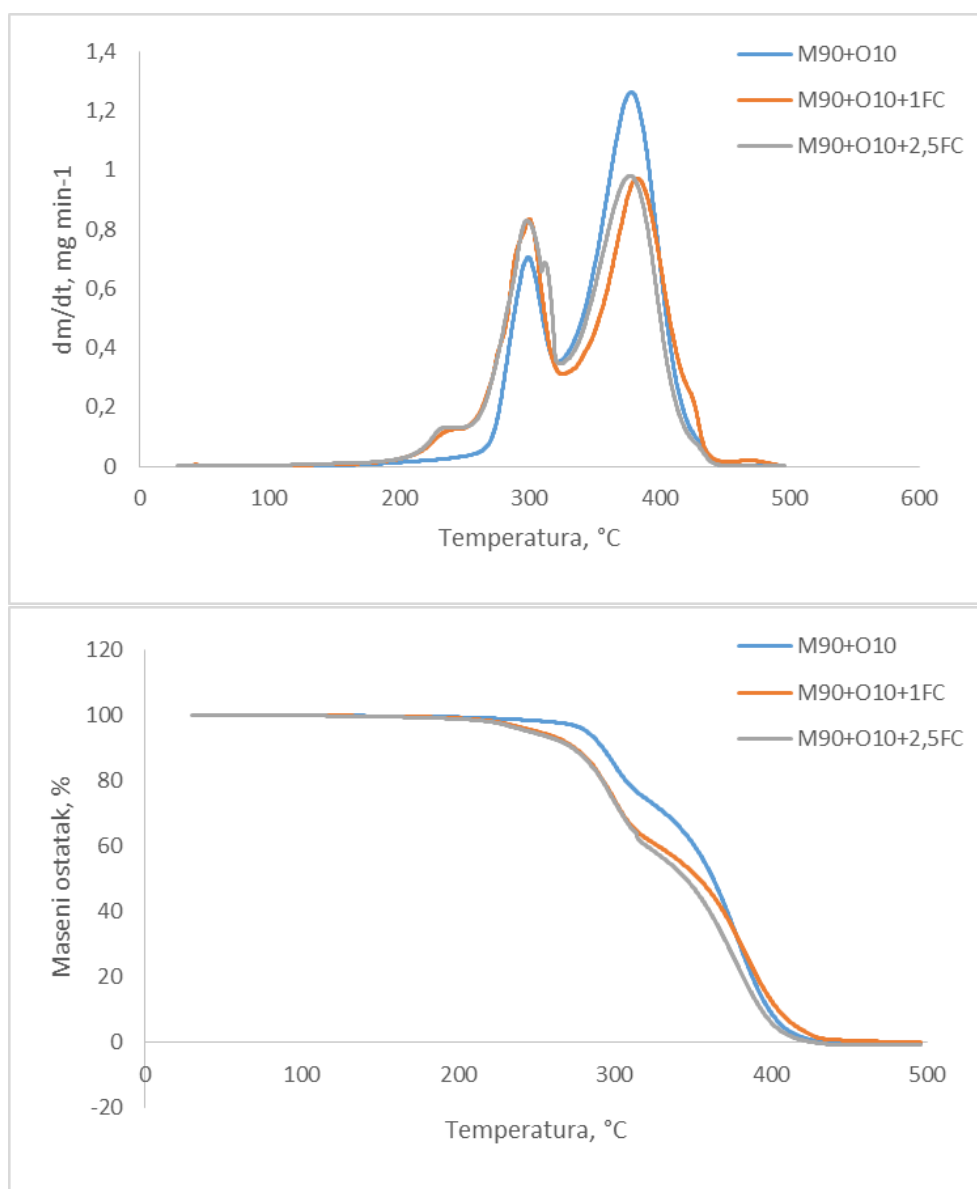 1,4
1,2
1
0,8
0,6
0,4
0,2
0
dm/dt, mg min-1
0 100 200 300 400 500 600
Temperatura, °C
M90+O10
M90+O10+1FC
M90+O10+2,5FC
120
100
80
60
40
20
0
-20
Maseni ostatak, %
0 100 200 300 400 500
Temperatura, °C
M90+O10
M90+O10+1FC
M90+O10+2,5FC